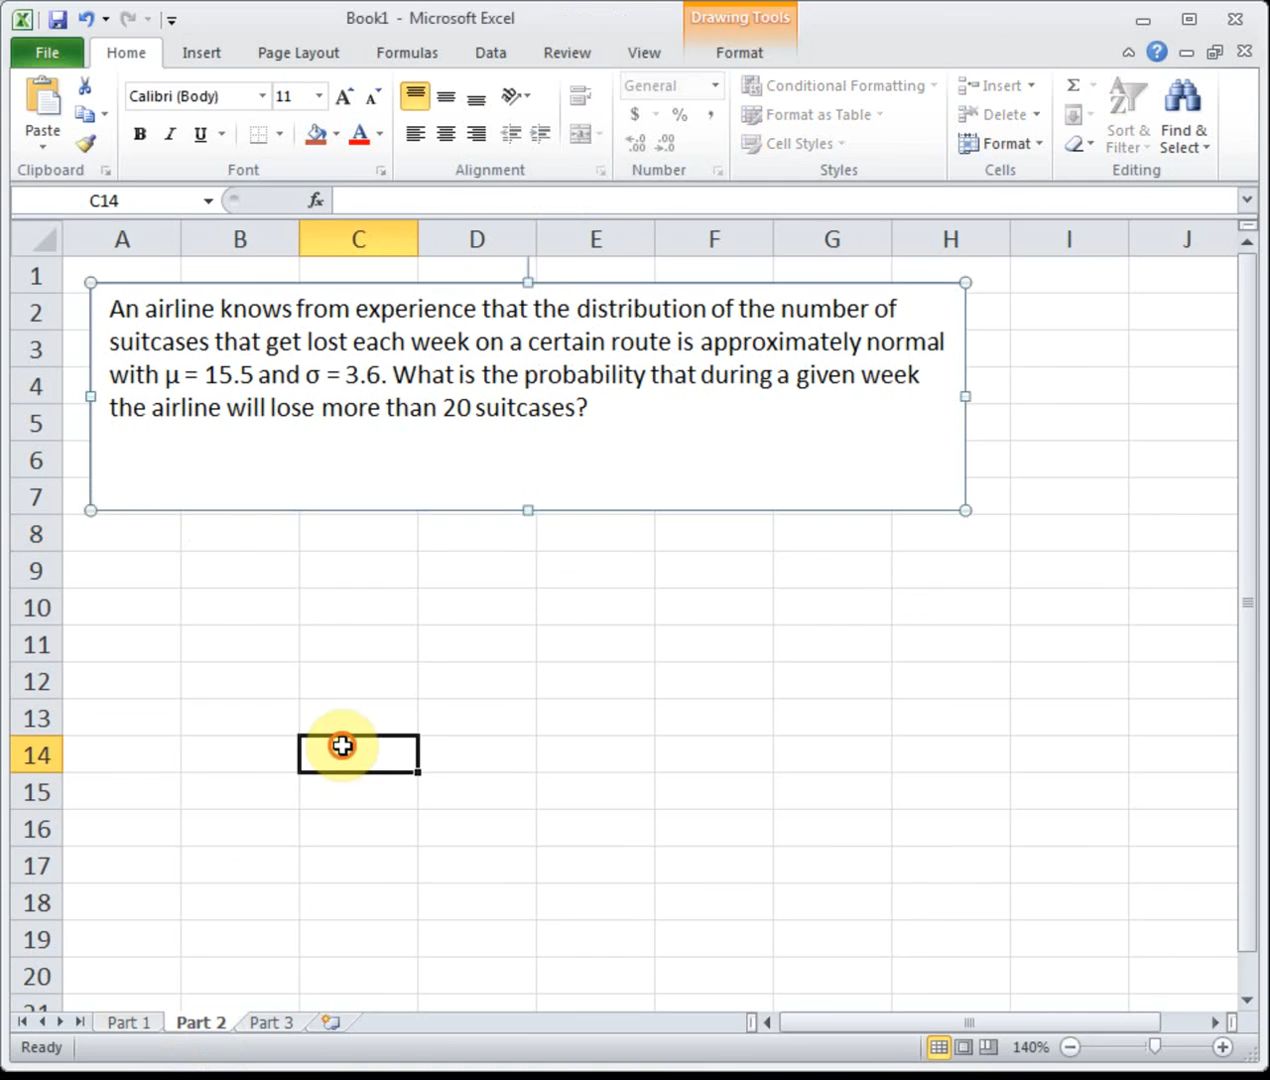 Book1 - Microsoft Excel
Drawing Tools
File Home Insert Page Layout Formulas Data Review View Format
Paste
Clipboard
Calibri (Body) 11
B I U
Font
Alignment
General
$ % ,
Number
Conditional Formatting
Format as Table
Cell Styles
Styles
Insert
Delete
Format
Cells
Sort & Filter
Find & Select
Editing
C14 fx
A B C D E F G H I J
1
2
3
4
5
6
7
8
9
10
11
12
13
14
15
16
17
18
19
20
21
An airline knows from experience that the distribution of the number of
suitcases that get lost each week on a certain route is approximately normal
with μ = 15.5 and σ = 3.6. What is the probability that during a given week
the airline will lose more than 20 suitcases?
Part 1 Part 2 Part 3
Ready 140%